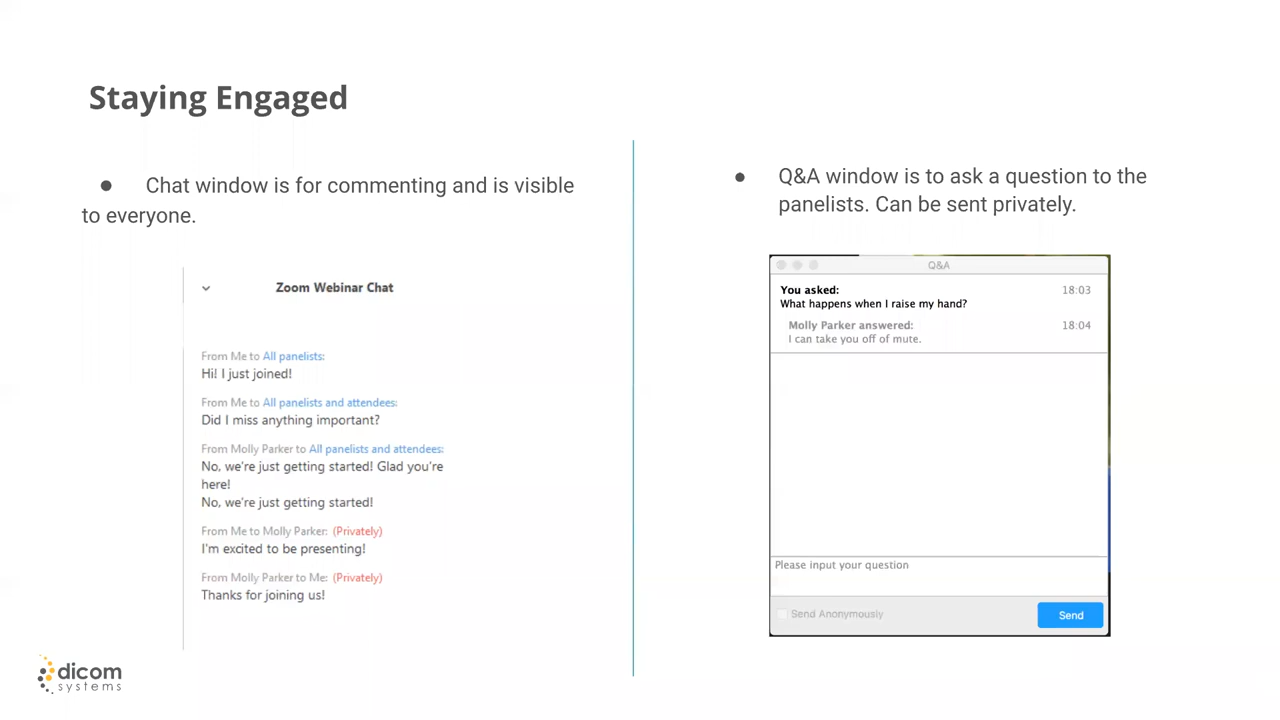 Staying Engaged
● Chat window is for commenting and is visible
to everyone.
Zoom Webinar Chat
From Me to All panelists:
Hi! I just joined!
From Me to All panelists and attendees:
Did I miss anything important?
From Molly Parker to All panelists and attendees:
No, we're just getting started! Glad you're
here!
No, we're just getting started!
From Me to Molly Parker: (Privately)
I'm excited to be presenting!
From Molly Parker to Me: (Privately)
Thanks for joining us!
● Q&A window is to ask a question to the
panelists. Can be sent privately.
Q&A
You asked: 18:03
What happens when I raise my hand?
Molly Parker answered: 18:04
I can take you off of mute.
Please input your question
Send Anonymously
Send
dicom
systems